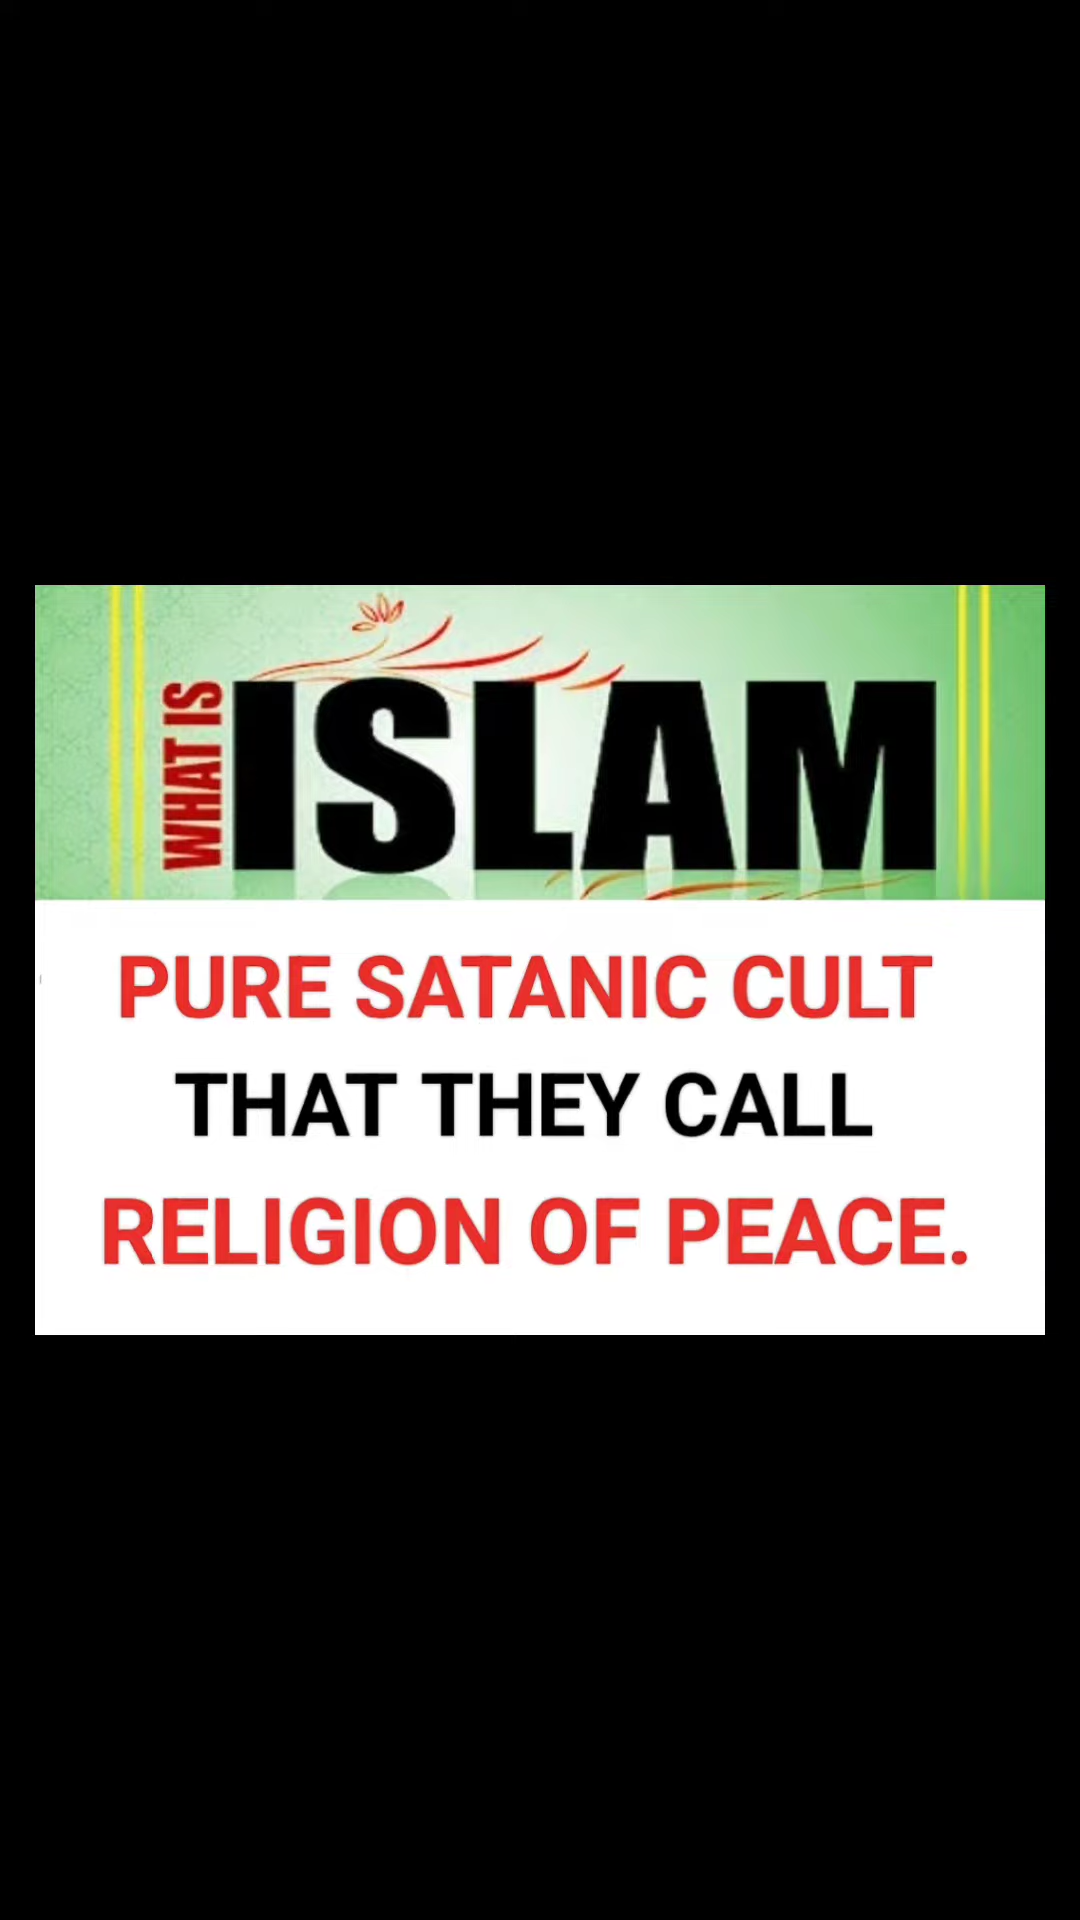 WHAT IS
ISLAM
PURE SATANIC CULT
THAT THEY CALL
RELIGION OF PEACE.